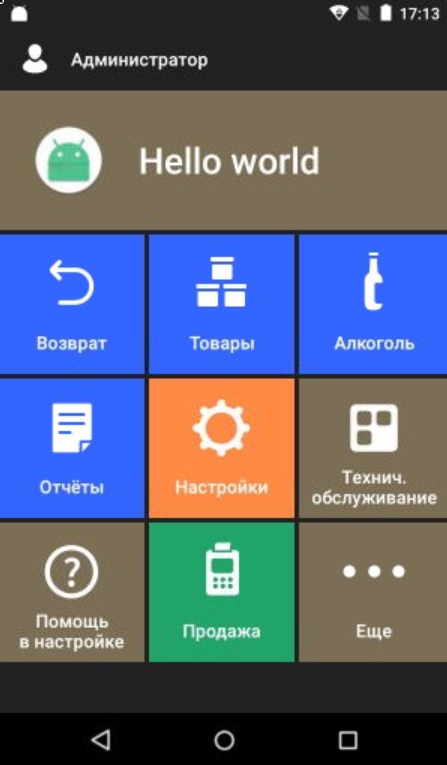 17:13
Администратор
Hello world
Возврат
Товары
Алкоголь
Отчёты
Настройки
Технич.
обслуживание
Помощь
в настройке
Продажа
Еще